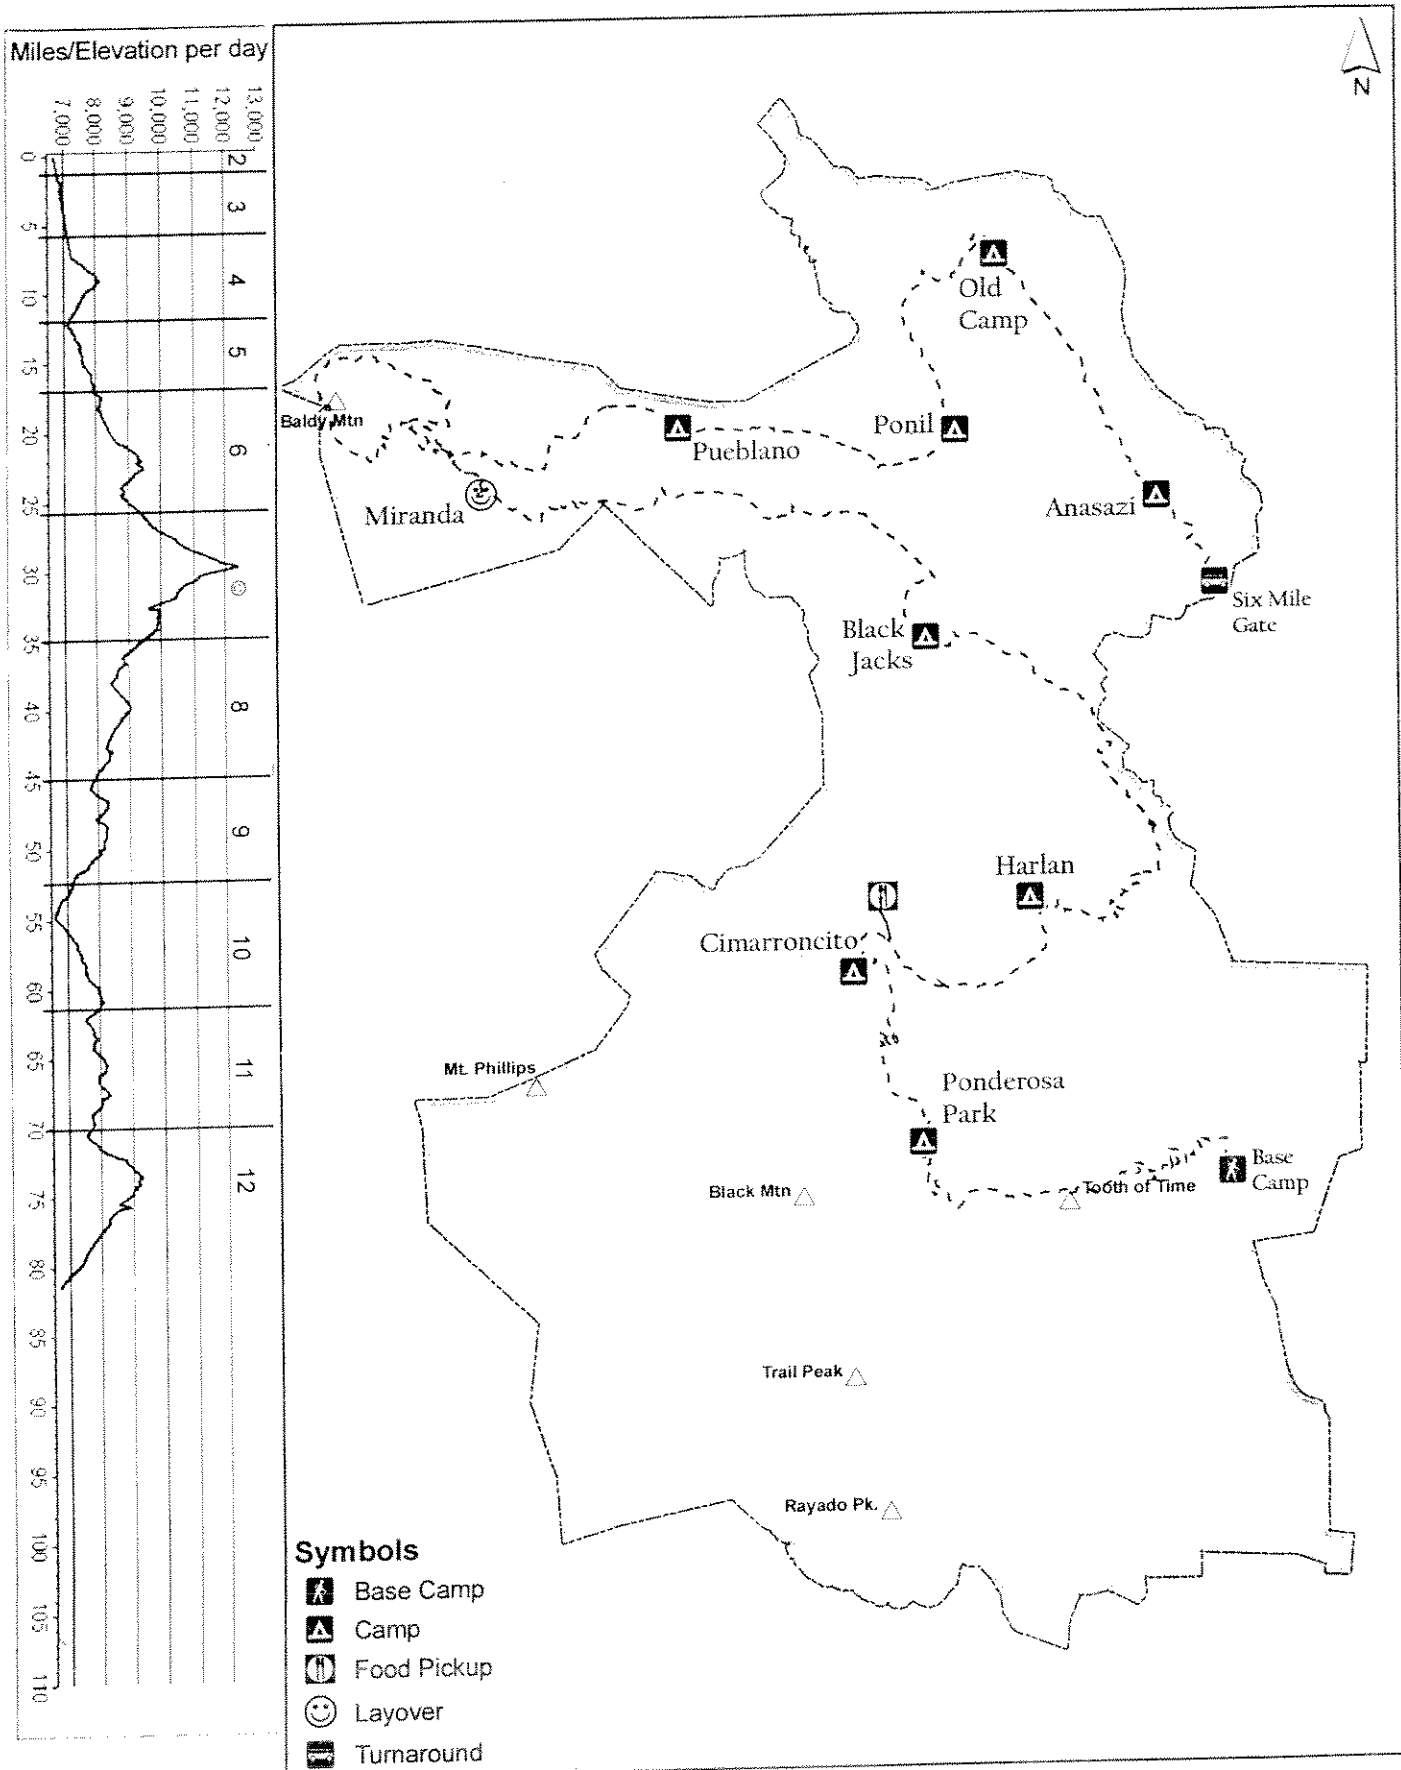 Miles/Elevation per day
13,000
12,000
11,000
10,000
9,000
8,000
7,000
0
5
10
15
20
25
30
35
40
45
50
55
60
65
70
75
80
85
90
95
100
105
110
2
3
4
5
6
8
9
10
11
12
N
Old
Camp
Baldy Mtn
Ponil
Pueblano
Anasazi
Miranda
Six Mile
Gate
Black
Jacks
Harlan
Cimarroncito
Mt. Phillips
Ponderosa
Park
Base
Camp
Tooth of Time
Black Mtn
Trail Peak
Rayado Pk.
Symbols
Base Camp
Camp
Food Pickup
Layover
Turnaround